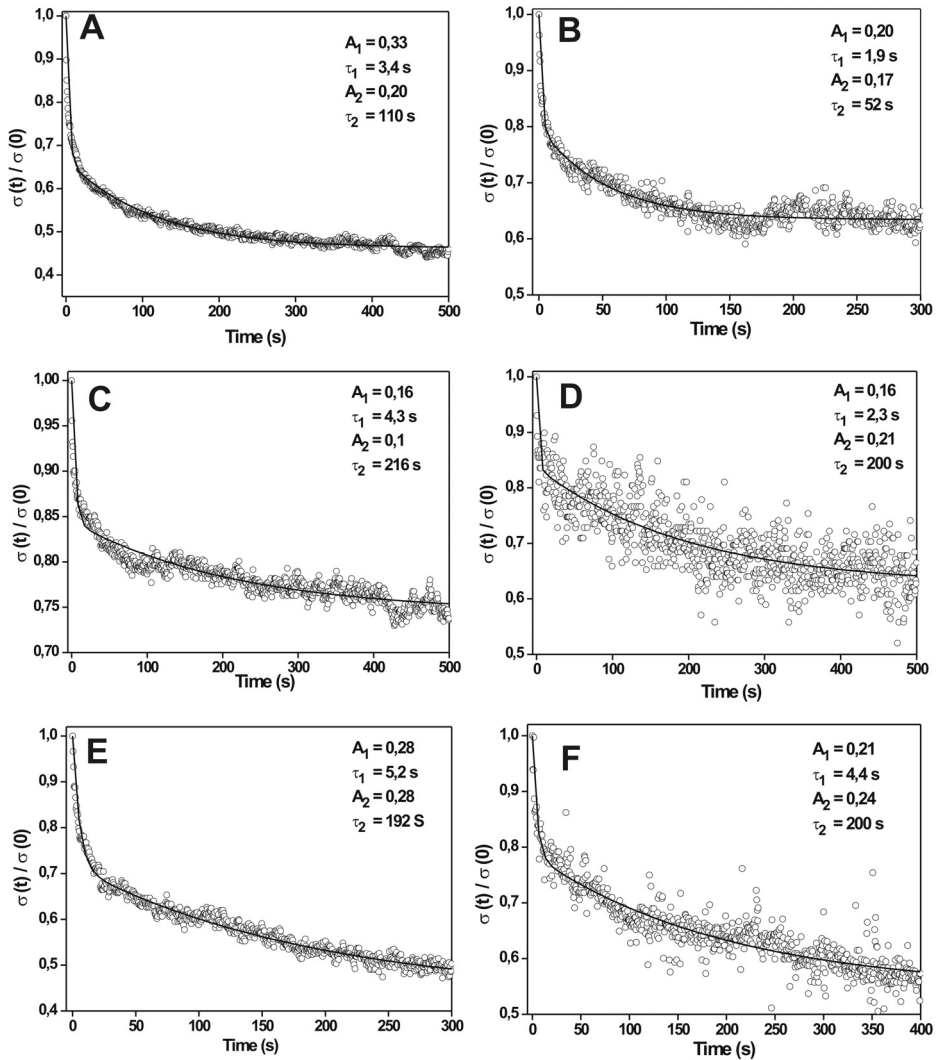 A
A1 = 0,33
τ1 = 3,4 s
A2 = 0,20
τ2 = 110 s
1,0
0,9
0,8
0,7
0,6
0,5
0,4
σ (t) / σ (0)
0 100 200 300 400 500
Time (s)
B
A1 = 0,20
τ1 = 1,9 s
A2 = 0,17
τ2 = 52 s
1,0
0,9
0,8
0,7
0,6
0,5
σ (t) / σ (0)
0 50 100 150 200 250 300
Time (s)
C
A1 = 0,16
τ1 = 4,3 s
A2 = 0,1
τ2 = 216 s
1,00
0,95
0,90
0,85
0,80
0,75
0,70
σ (t) / σ (0)
0 100 200 300 400 500
Time (s)
D
A1 = 0,16
τ1 = 2,3 s
A2 = 0,21
τ2 = 200 s
1,0
0,9
0,8
0,7
0,6
0,5
σ (t) / σ (0)
0 100 200 300 400 500
Time (s)
E
A1 = 0,28
τ1 = 5,2 s
A2 = 0,28
τ2 = 192 S
1,0
0,9
0,8
0,7
0,6
0,5
0,4
σ (t) / σ (0)
0 50 100 150 200 250 300
Time (s)
F
A1 = 0,21
τ1 = 4,4 s
A2 = 0,24
τ2 = 200 s
1,0
0,9
0,8
0,7
0,6
0,5
σ (t) / σ (0)
0 50 100 150 200 250 300 350 400
Time (s)